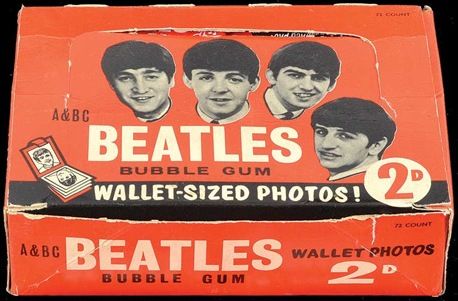 72 COUNT
A&BC
BEATLES
BUBBLE GUM
WALLET-SIZED PHOTOS!
2D
72 COUNT
A&BC BEATLES WALLET PHOTOS
BUBBLE GUM 2D